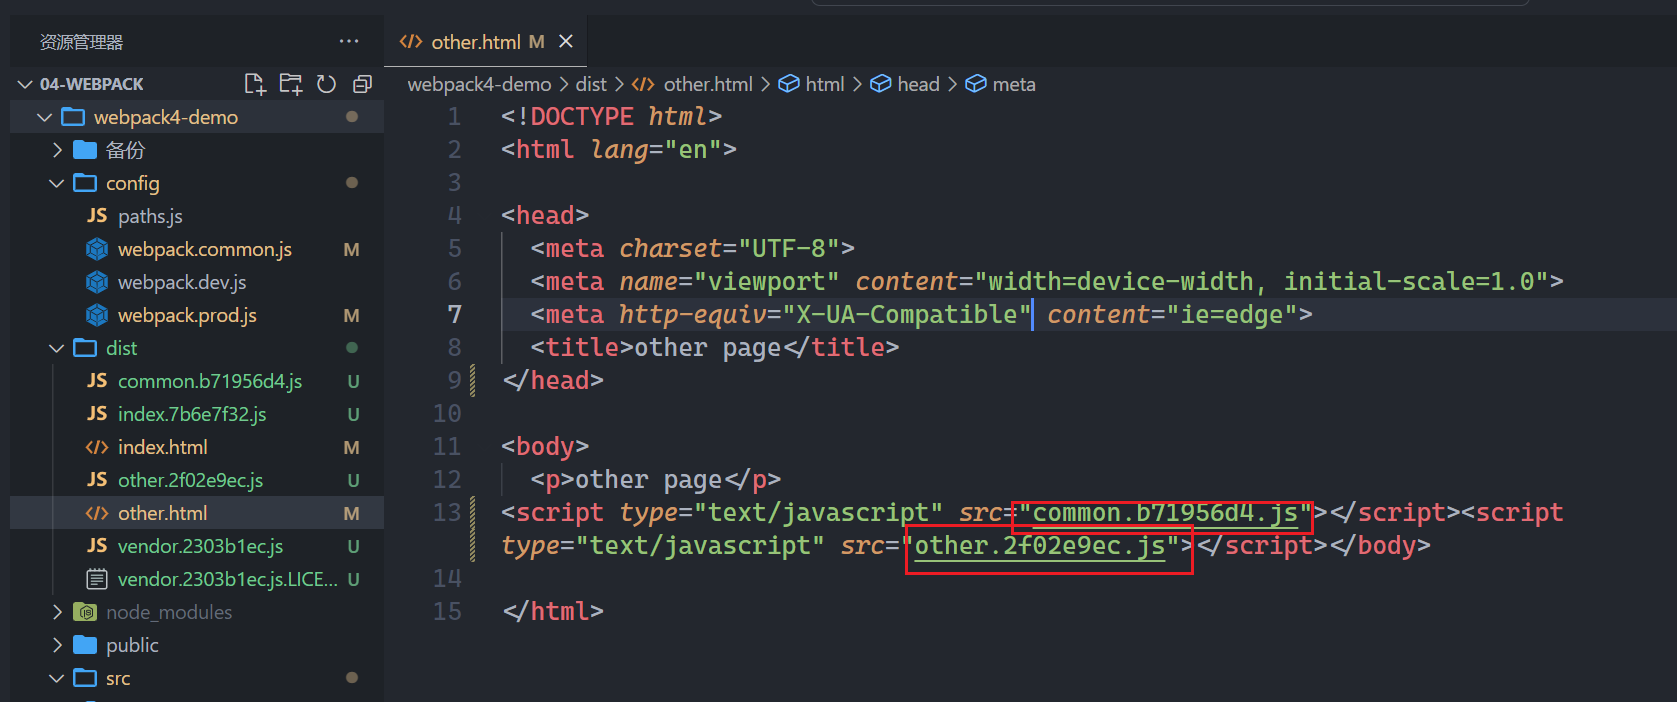 资源管理器
other.html M
04-WEBPACK
webpack4-demo > dist > other.html > html > head > meta
webpack4-demo
备份
config
JS paths.js
webpack.common.js M
webpack.dev.js
webpack.prod.js M
dist
JS common.b71956d4.js U
JS index.7b6e7f32.js U
index.html M
JS other.2f02e9ec.js U
other.html M
JS vendor.2303b1ec.js U
vendor.2303b1ec.js.LICE... U
node_modules
public
src
1 <!DOCTYPE html>
2 <html lang="en">
3
4 <head>
5 <meta charset="UTF-8">
6 <meta name="viewport" content="width=device-width, initial-scale=1.0">
7 <meta http-equiv="X-UA-Compatible" content="ie=edge">
8 <title>other page</title>
9 </head>
10
11 <body>
12 <p>other page</p>
13 <script type="text/javascript" src="common.b71956d4.js"></script><script
type="text/javascript" src="other.2f02e9ec.js"></script></body>
14
15 </html>